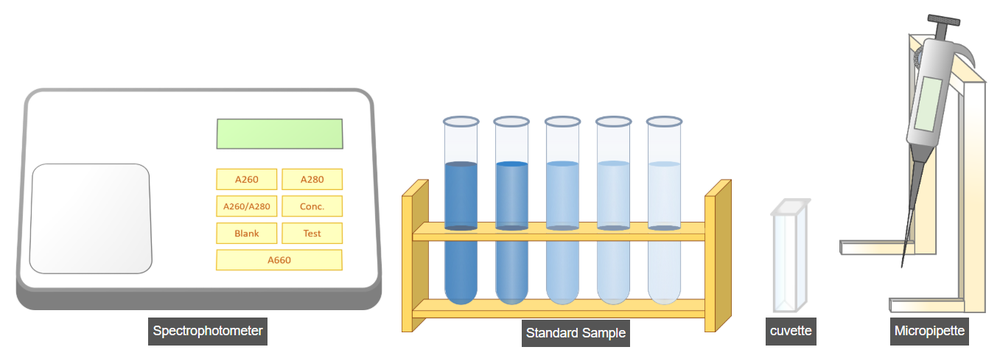 A260
A280
A260/A280
Conc.
Blank
Test
A660
Spectrophotometer
Standard Sample
cuvette
Micropipette